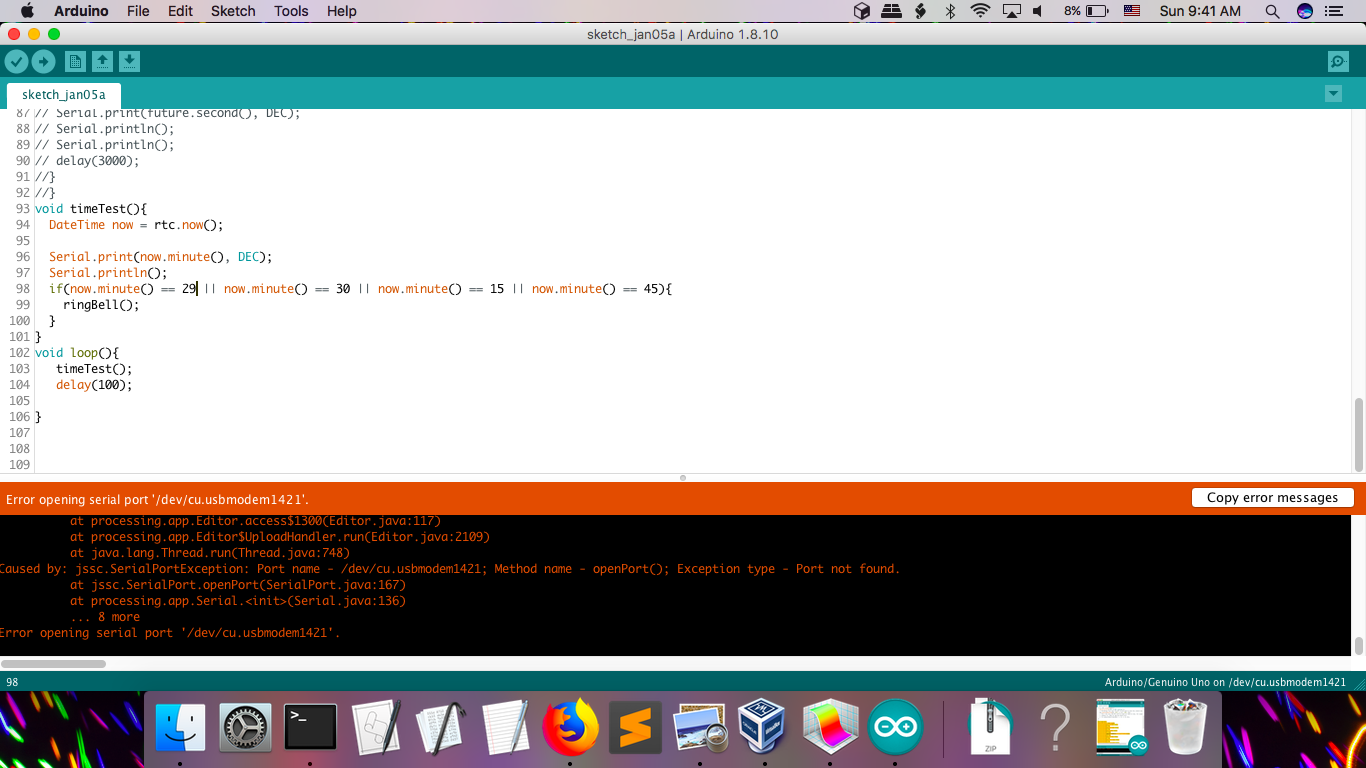 Arduino File Edit Sketch Tools Help 8% Sun 9:41 AM
sketch_jan05a | Arduino 1.8.10
sketch_jan05a
87 // Serial.print(future.second(), DEC);
88 // Serial.println();
89 // Serial.println();
90 // delay(3000);
91 //}
92 //}
93 void timeTest(){
94 DateTime now = rtc.now();
95
96 Serial.print(now.minute(), DEC);
97 Serial.println();
98 if(now.minute() == 29 || now.minute() == 30 || now.minute() == 15 || now.minute() == 45){
99 ringBell();
100 }
101 }
102 void loop(){
103 timeTest();
104 delay(100);
105
106 }
107
108
109
Error opening serial port '/dev/cu.usbmodem1421'. Copy error messages
at processing.app.Editor.access$1300(Editor.java:117)
at processing.app.Editor$UploadHandler.run(Editor.java:2109)
at java.lang.Thread.run(Thread.java:748)
Caused by: jssc.SerialPortException: Port name - /dev/cu.usbmodem1421; Method name - openPort(); Exception type - Port not found.
at jssc.SerialPort.openPort(SerialPort.java:167)
at processing.app.Serial.<init>(Serial.java:136)
... 8 more
Error opening serial port '/dev/cu.usbmodem1421'.
98 Arduino/Genuino Uno on /dev/cu.usbmodem1421
>_
ZIP
?